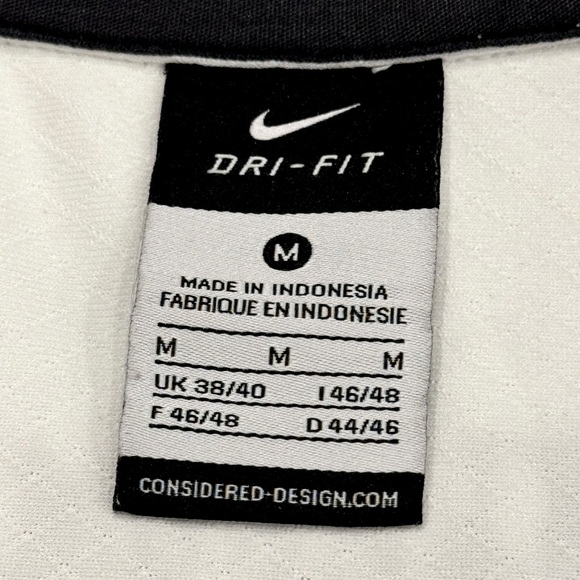 DRI-FIT
M
MADE IN INDONESIA
FABRIQUE EN INDONESIE
M M M
UK 38/40 I 46/48
F 46/48 D 44/46
CONSIDERED-DESIGN.COM